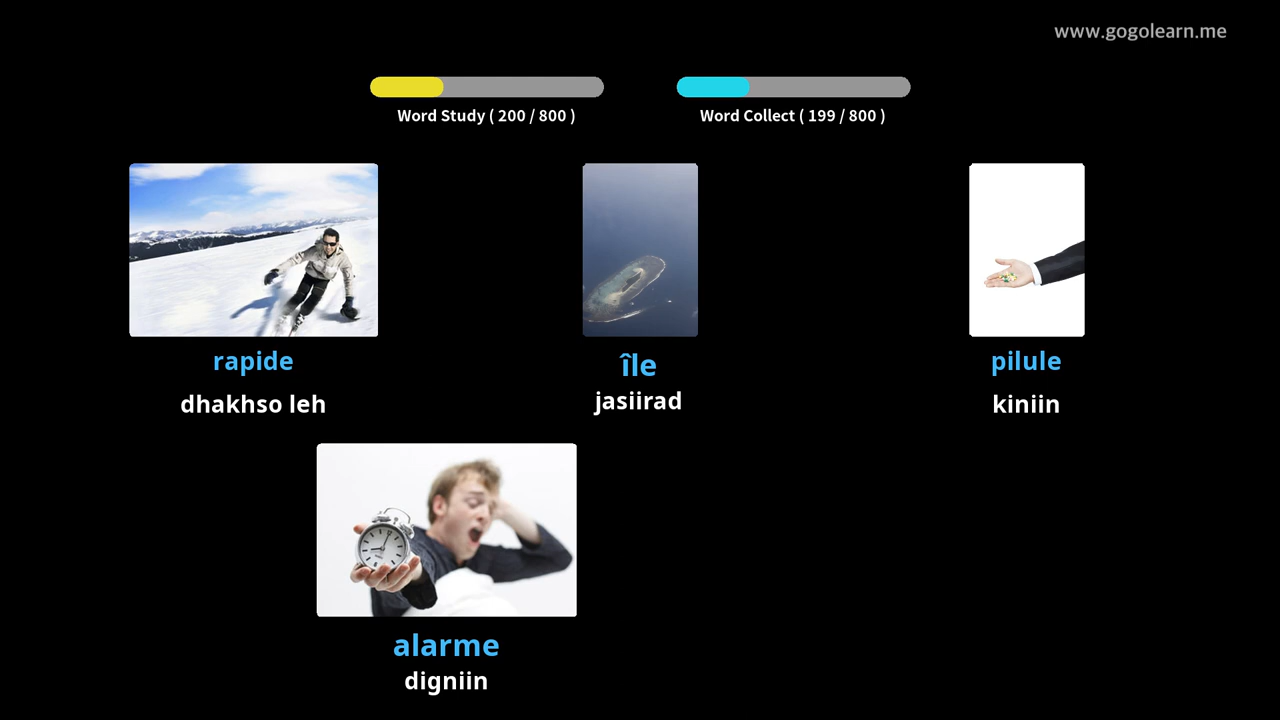 www.gogolearn.me
Word Study ( 200 / 800 )
Word Collect ( 199 / 800 )
rapide
dhakhso leh
île
jasiirad
pilule
kiniin
alarme
digniin